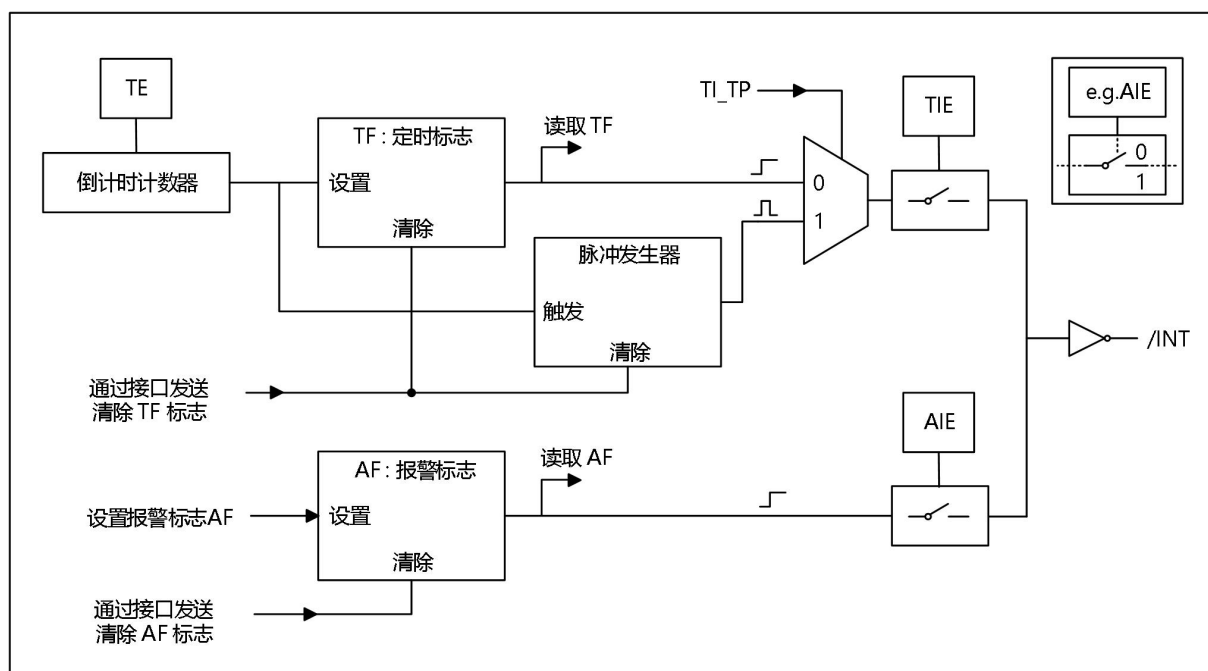 TE
TI_TP
TIE
e.g.AIE
0
1
倒计时计数器
TF : 定时标志
设置
清除
读取 TF
0
1
脉冲发生器
触发
清除
/INT
通过接口发送
清除 TF 标志
AIE
AF : 报警标志
读取 AF
设置报警标志AF
设置
清除
通过接口发送
清除 AF 标志